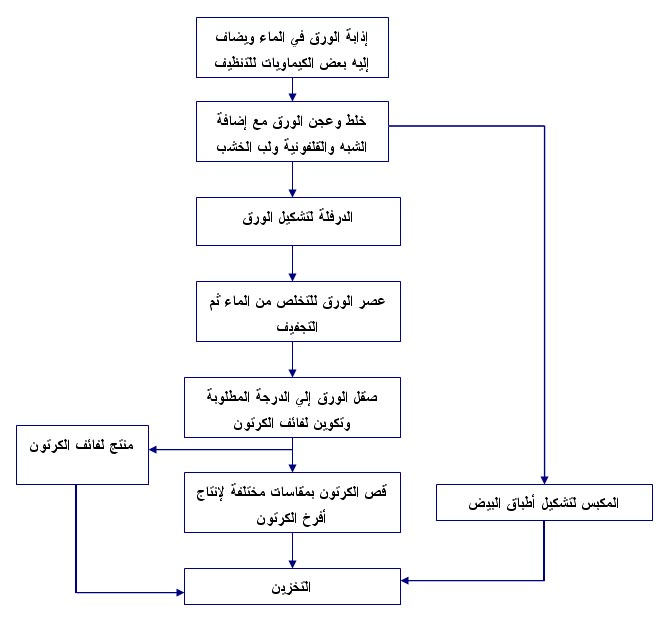 إذابة الورق في الماء ويضاف
إليه بعض الكيماويات للتنظيف
خلط وعجن الورق مع إضافة
الشبه والقلفونية ولب الخشب
الدرفلة لتشكيل الورق
عصر الورق للتخلص من الماء ثم
التجفيف
صقل الورق إلي الدرجة المطلوبة
وتكوين لفائف الكرتون
منتج لفائف الكرتون
قص الكرتون بمقاسات مختلفة لإنتاج
أفرخ الكرتون
المكبس لتشكيل أطباق البيض
التخزين